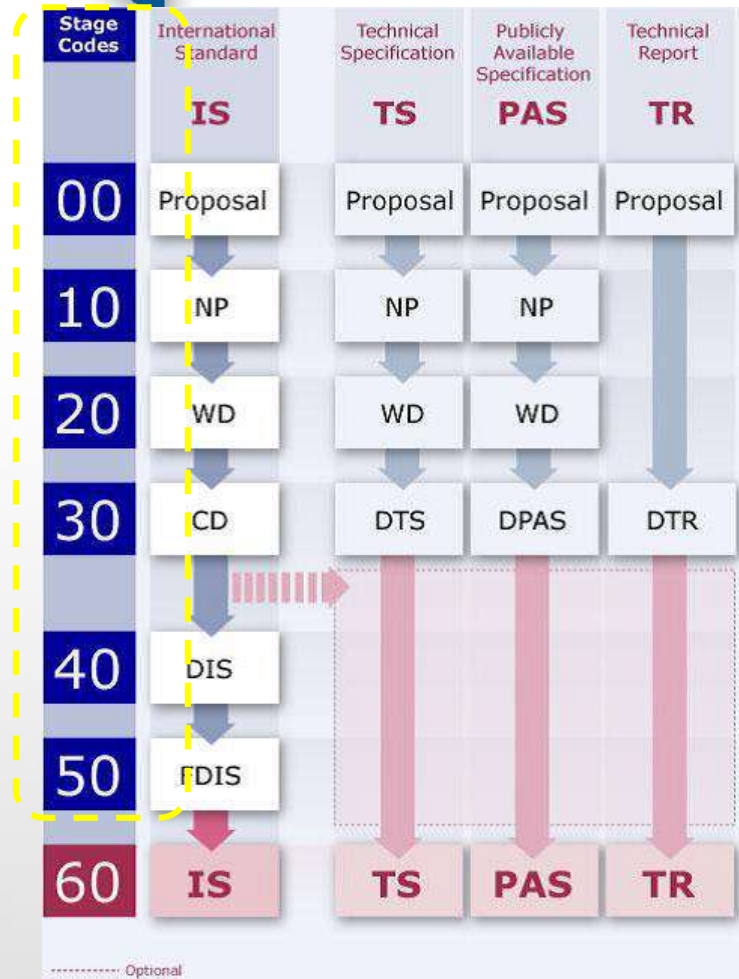 Stage
Codes
International
Standard
IS
Technical
Specification
TS
Publicly
Available
Specification
PAS
Technical
Report
TR
00
Proposal
Proposal
Proposal
Proposal
10
NP
NP
NP
20
WD
WD
WD
30
CD
DTS
DPAS
DTR
40
DIS
50
FDIS
60
IS
TS
PAS
TR
Optional